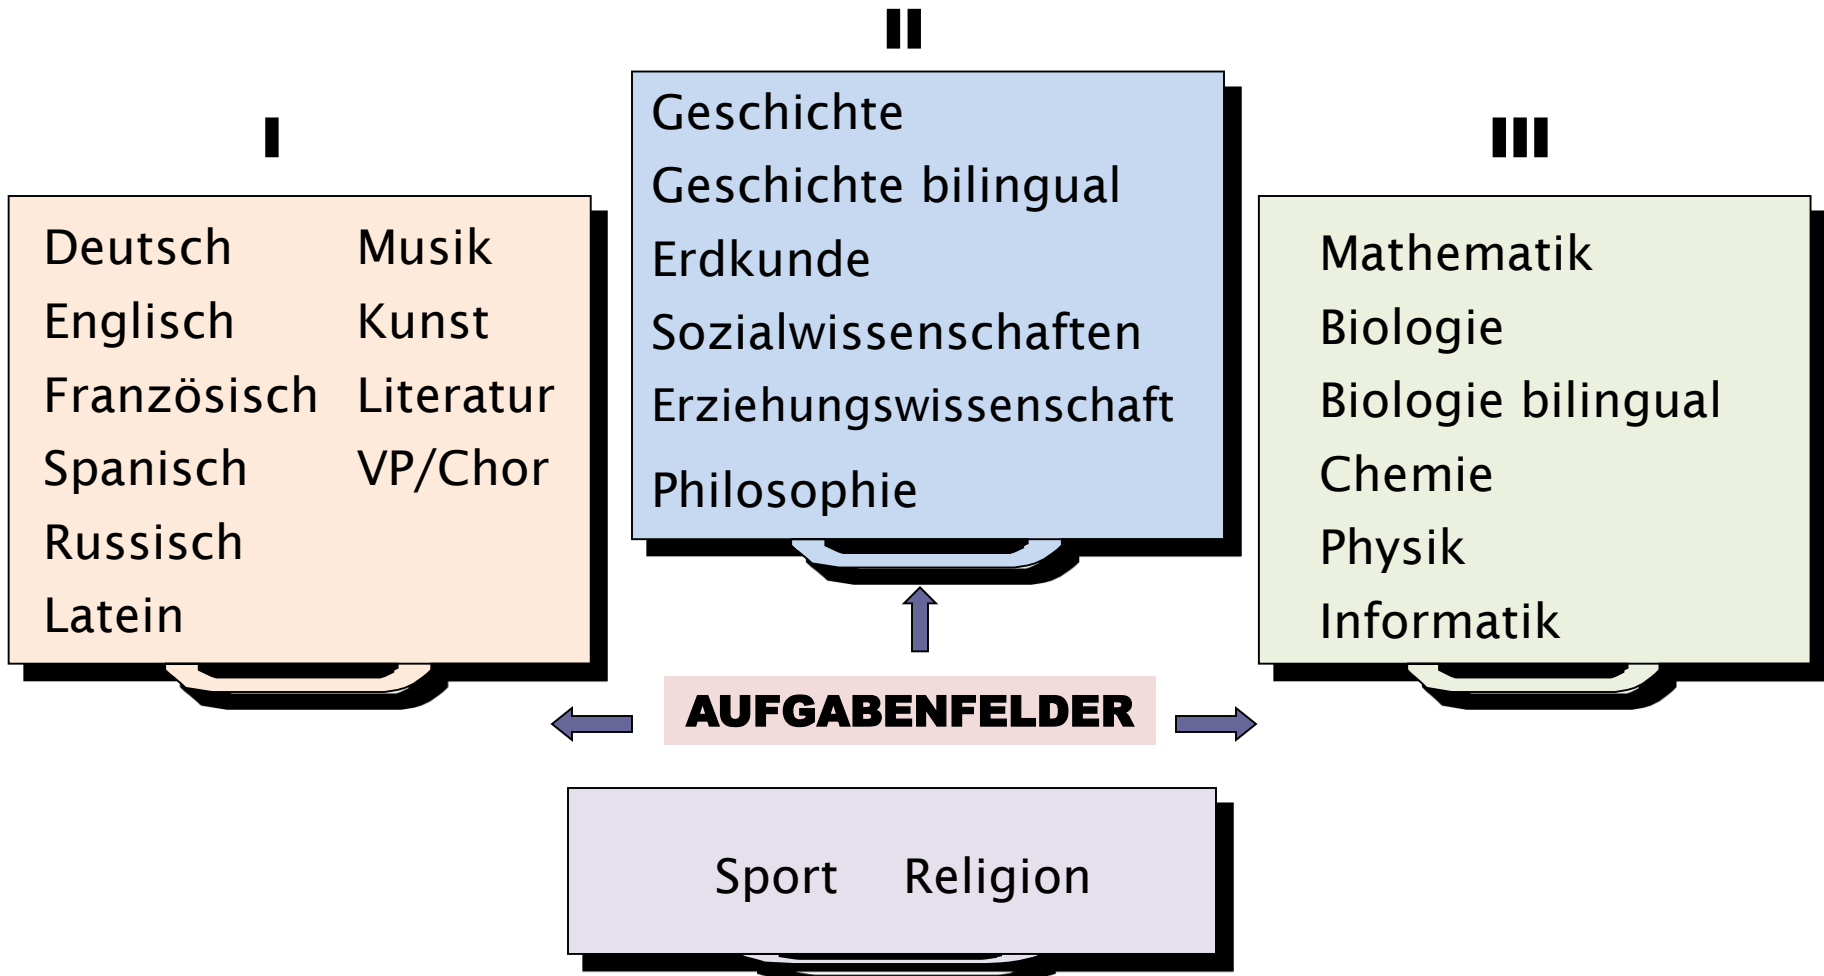 I
Deutsch
Englisch
Französisch
Spanisch
Russisch
Latein
Musik
Kunst
Literatur
VP/Chor
II
Geschichte
Geschichte bilingual
Erdkunde
Sozialwissenschaften
Erziehungswissenschaft
Philosophie
III
Mathematik
Biologie
Biologie bilingual
Chemie
Physik
Informatik
AUFGABENFELDER
Sport Religion